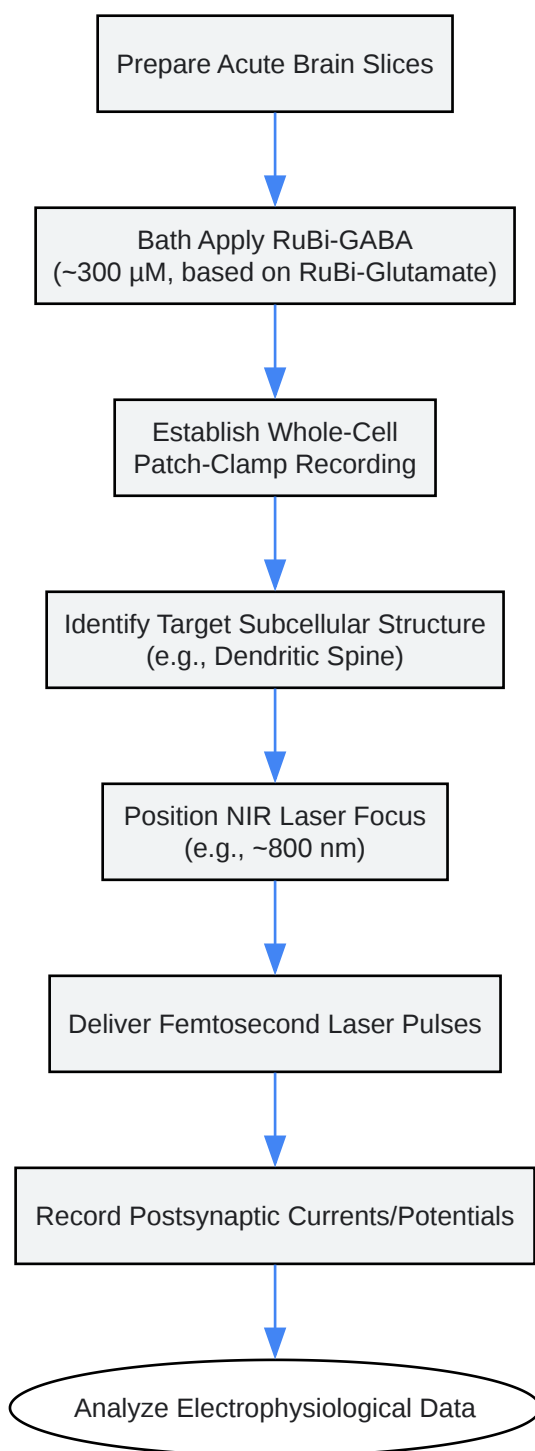 Prepare Acute Brain Slices
Bath Apply RuBi-GABA
(~300 µM, based on RuBi-Glutamate)
Establish Whole-Cell
Patch-Clamp Recording
Identify Target Subcellular Structure
(e.g., Dendritic Spine)
Position NIR Laser Focus
(e.g., ~800 nm)
Deliver Femtosecond Laser Pulses
Record Postsynaptic Currents/Potentials
Analyze Electrophysiological Data